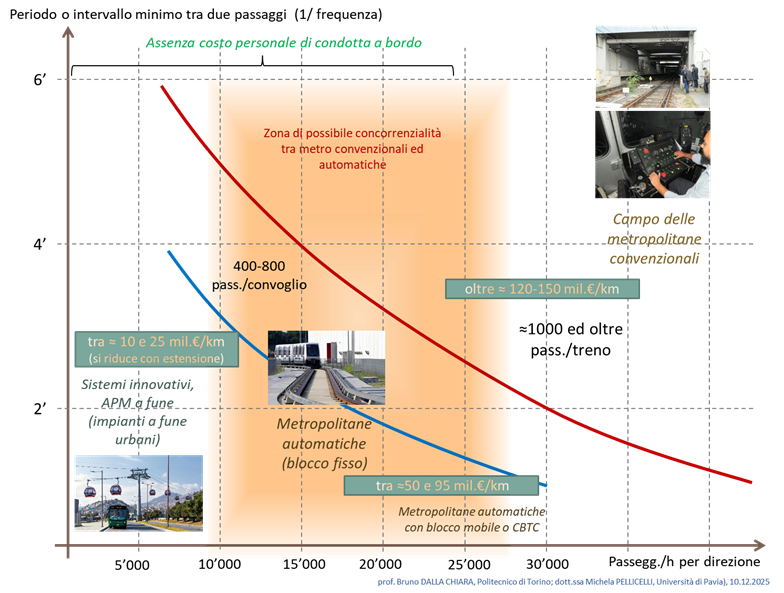 Periodo o intervallo minimo tra due passaggi (1/ frequenza)
Assenza costo personale di condotta a bordo
6’
Zona di possibile concorrenzialità
tra metro convenzionali ed
automatiche
Campo delle
metropolitane
convenzionali
4’
400-800
pass./convoglio
oltre ≈ 120-150 mil.€/km
≈1000 ed oltre
pass./treno
tra ≈ 10 e 25 mil.€/km
(si riduce con estensione)
Sistemi innovativi,
APM a fune
(impianti a fune
urbani)
2’
Metropolitane
automatiche
(blocco fisso)
tra ≈50 e 95 mil.€/km
Metropolitane automatiche
con blocco mobile o CBTC
5’000
10’000
15’000
20’000
25’000
30’000
Passegg./h per direzione
prof. Bruno DALLA CHIARA, Politecnico di Torino; dott.ssa Michela PELLICELLI, Università di Pavia), 10.12.2025